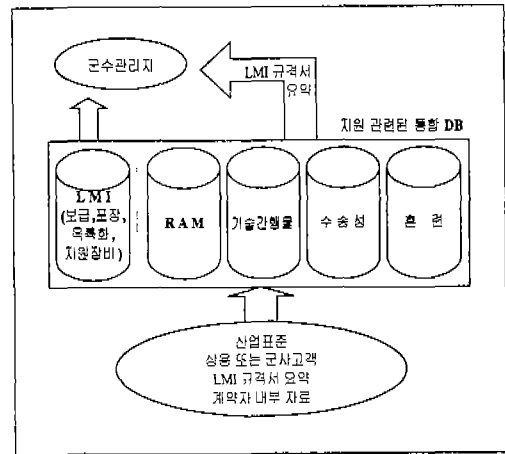 군수관리자
LMI 규격서
요약
지원 관련된 통합 DB
LMI
(보급,포장,
목록화,
지원장비)
RAM
기술간행물
수송성
훈 련
산업표준
상용 또는 군사고객
LMI 규격서 요약
계약자 내부 자료